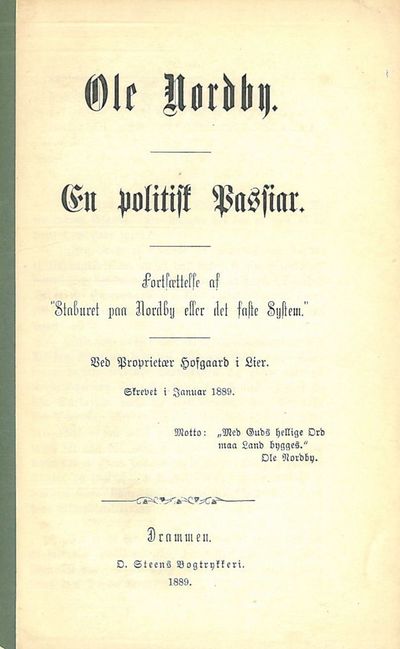 Ole Nordby.
En politisk Passiar.
Fortsættelse af
"Staburet paa Nordby eller det faste System."
Ved Proprietær Hofgaard i Lier.
Skrevet i Januar 1889.
Motto: „Med Guds hellige Ord
maa Land bygges.“
Ole Nordby.
Drammen.
O. Steens Bogtrykkeri.
1889.